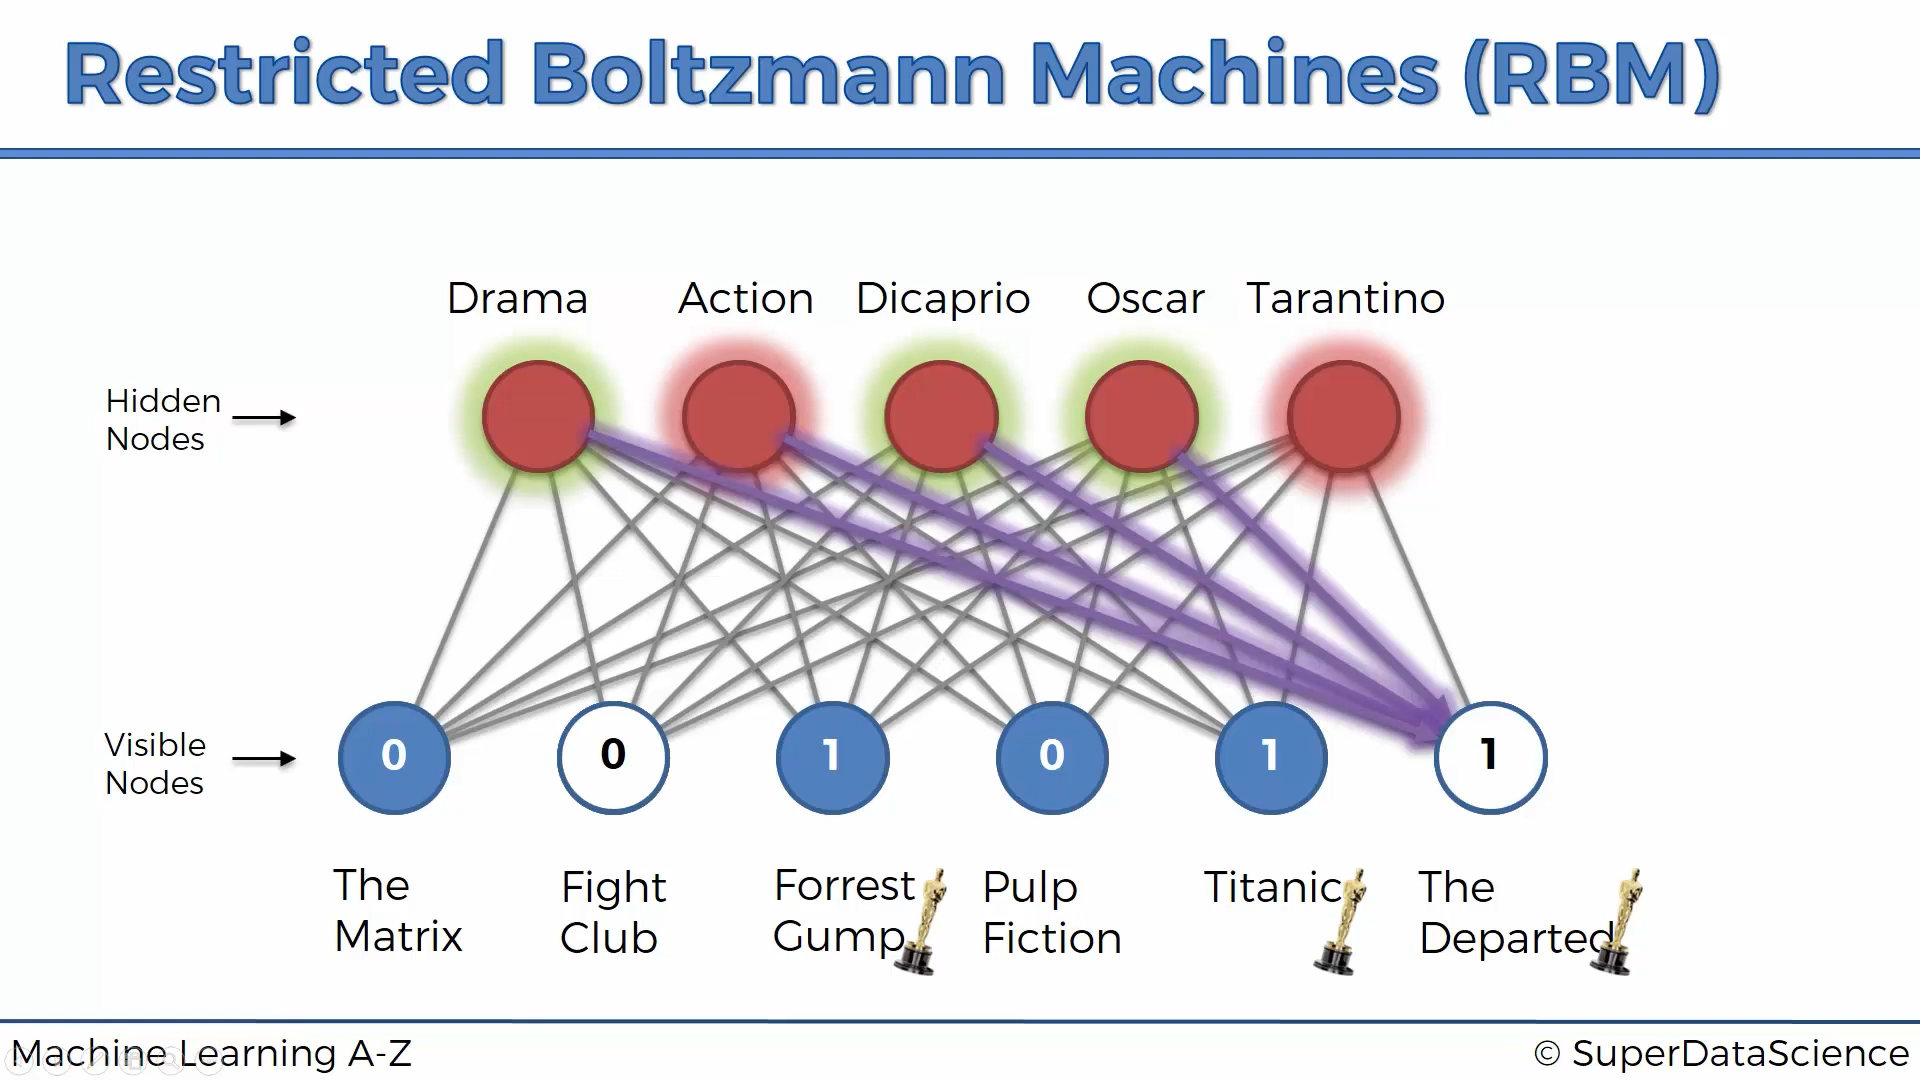 Restricted Boltzmann Machines (RBM)
Drama Action Dicaprio Oscar Tarantino
Hidden
Nodes
Visible
Nodes
0 0 1 0 1 1
The
Matrix
Fight
Club
Forrest
Gump
Pulp
Fiction
Titanic
The
Departed
Machine Learning A-Z
© SuperDataScience